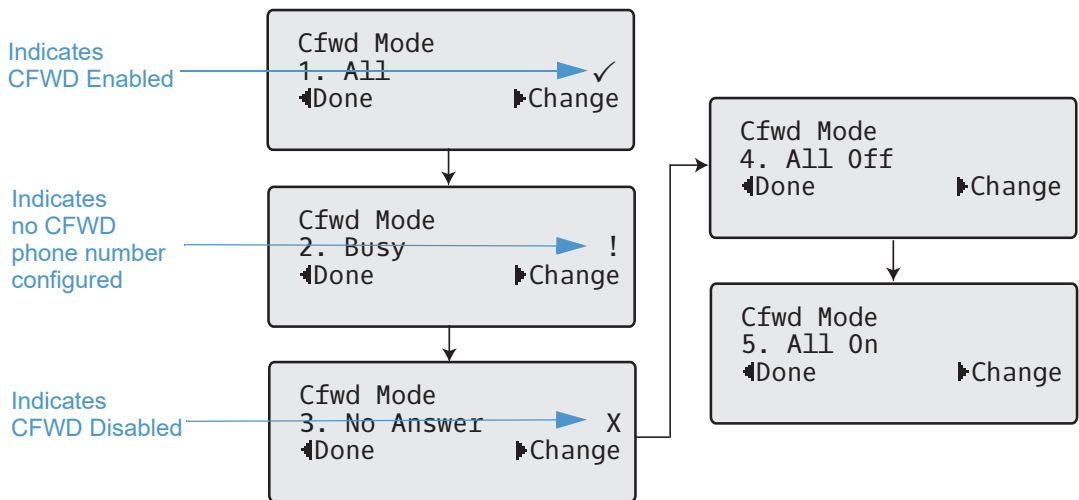 Indicates
CFWD Enabled
Cfwd Mode
1. All ✓
◀Done ▶Change
Indicates
no CFWD
phone number
configured
Cfwd Mode
2. Busy !
◀Done ▶Change
Indicates
CFWD Disabled
Cfwd Mode
3. No Answer X
◀Done ▶Change
Cfwd Mode
4. All Off
◀Done ▶Change
Cfwd Mode
5. All On
◀Done ▶Change